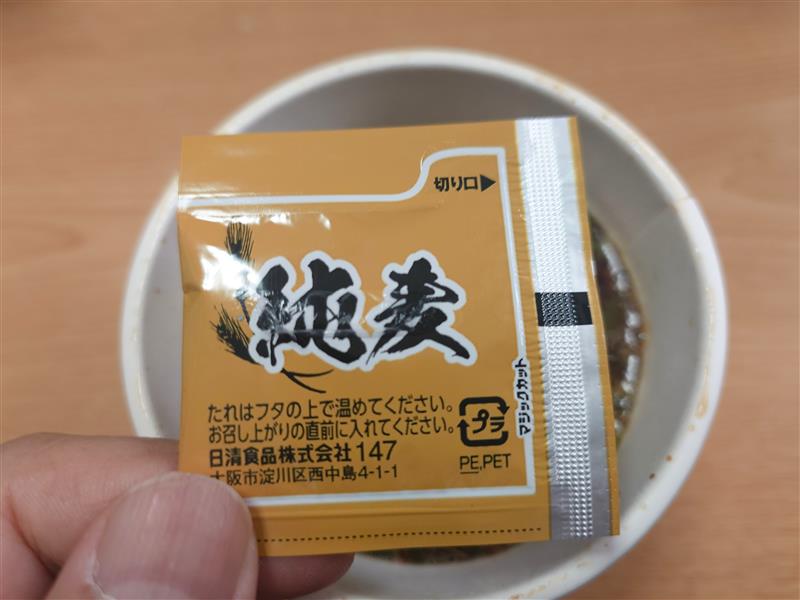 切り口▶
純麦
たれはフタの上で温めてください。
お召し上がりの直前に入れてください。
日清食品株式会社 147
大阪市淀川区西中島4-1-1
プラ
PE,PET
マジックカット